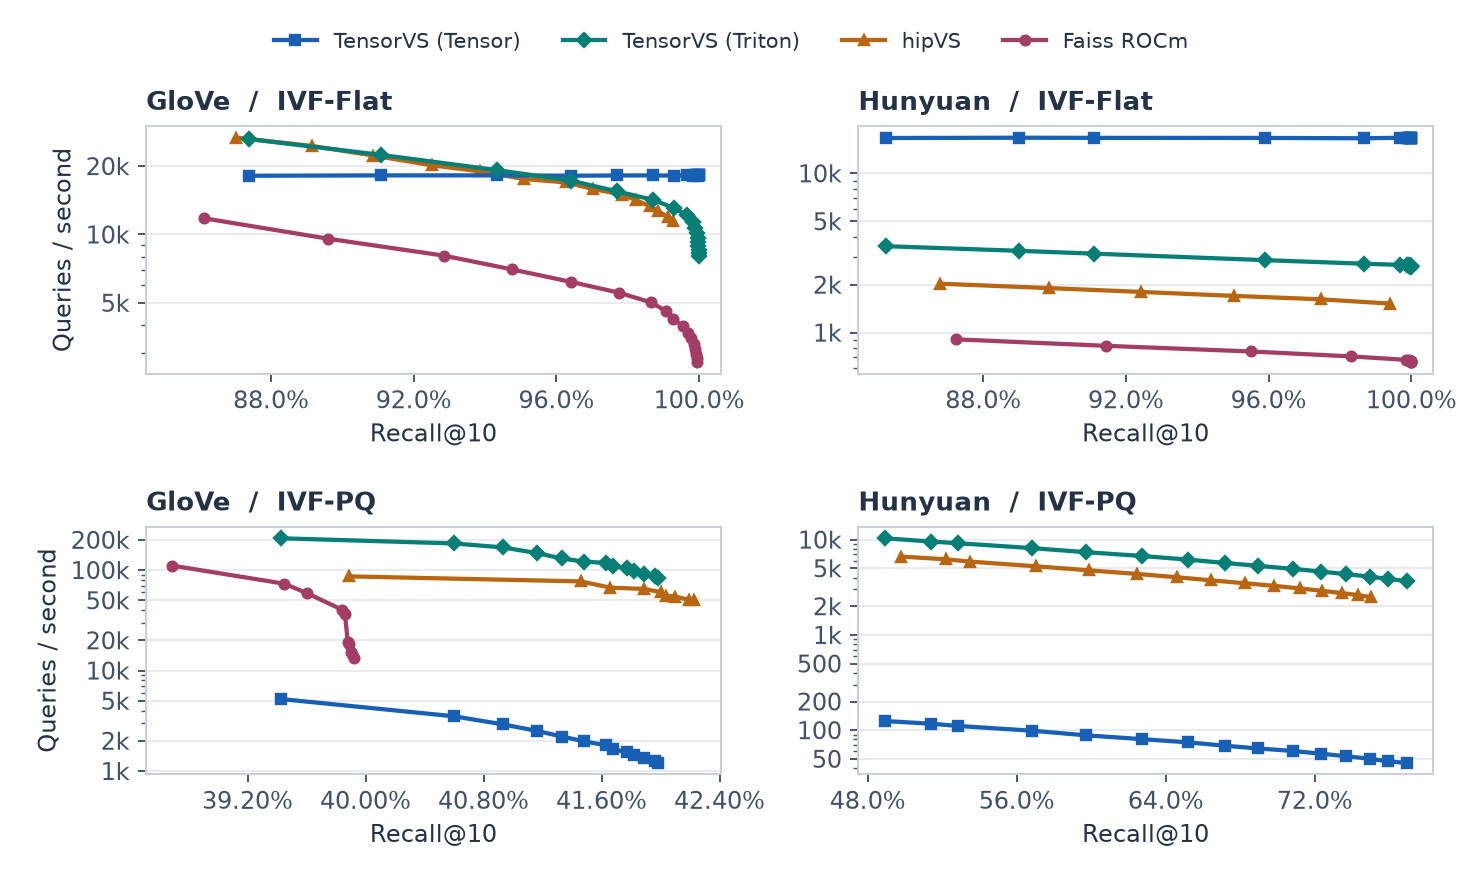 TensorVS (Tensor) TensorVS (Triton) hipVS Faiss ROCm
GloVe / IVF-Flat
Queries / second
20k
10k
5k
88.0% 92.0% 96.0% 100.0%
Recall@10
Hunyuan / IVF-Flat
10k
5k
2k
1k
88.0% 92.0% 96.0% 100.0%
Recall@10
GloVe / IVF-PQ
Queries / second
200k
100k
50k
20k
10k
5k
2k
1k
39.20% 40.00% 40.80% 41.60% 42.40%
Recall@10
Hunyuan / IVF-PQ
10k
5k
2k
1k
500
200
100
50
48.0% 56.0% 64.0% 72.0%
Recall@10